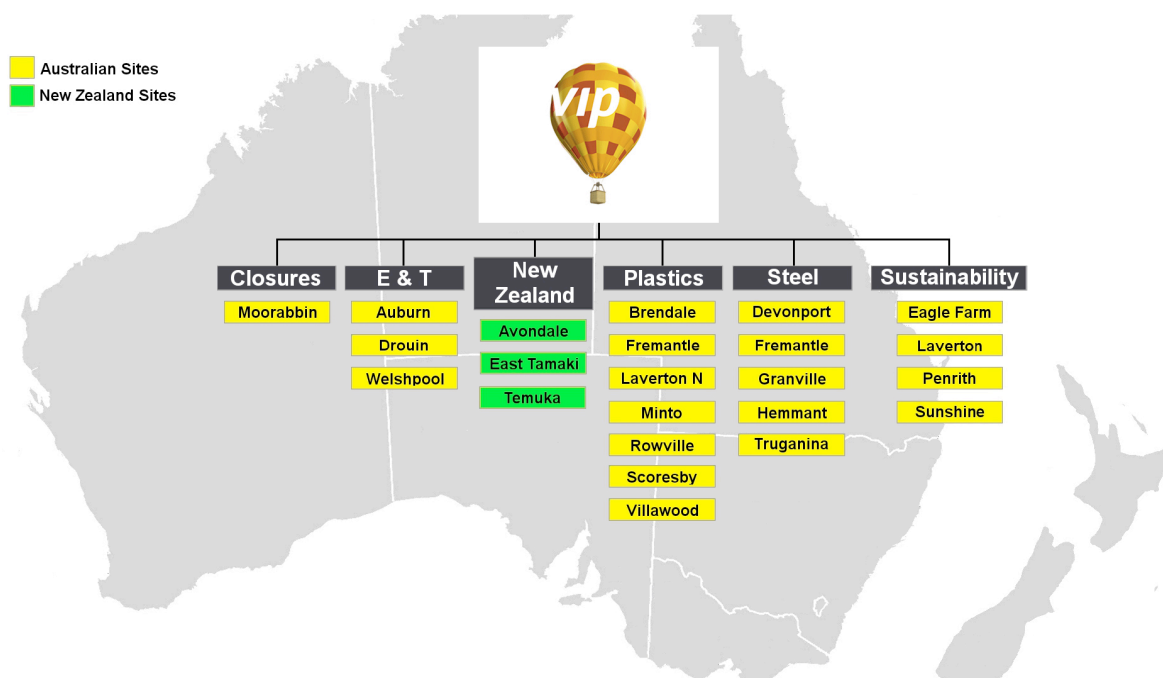 Australian Sites
New Zealand Sites
vip
Closures
Moorabbin
E & T
Auburn
Drouin
Welshpool
New
Zealand
Avondale
East Tamaki
Temuka
Plastics
Brendale
Fremantle
Laverton N
Minto
Rowville
Scoresby
Villawood
Steel
Devonport
Fremantle
Granville
Hemmant
Truganina
Sustainability
Eagle Farm
Laverton
Penrith
Sunshine